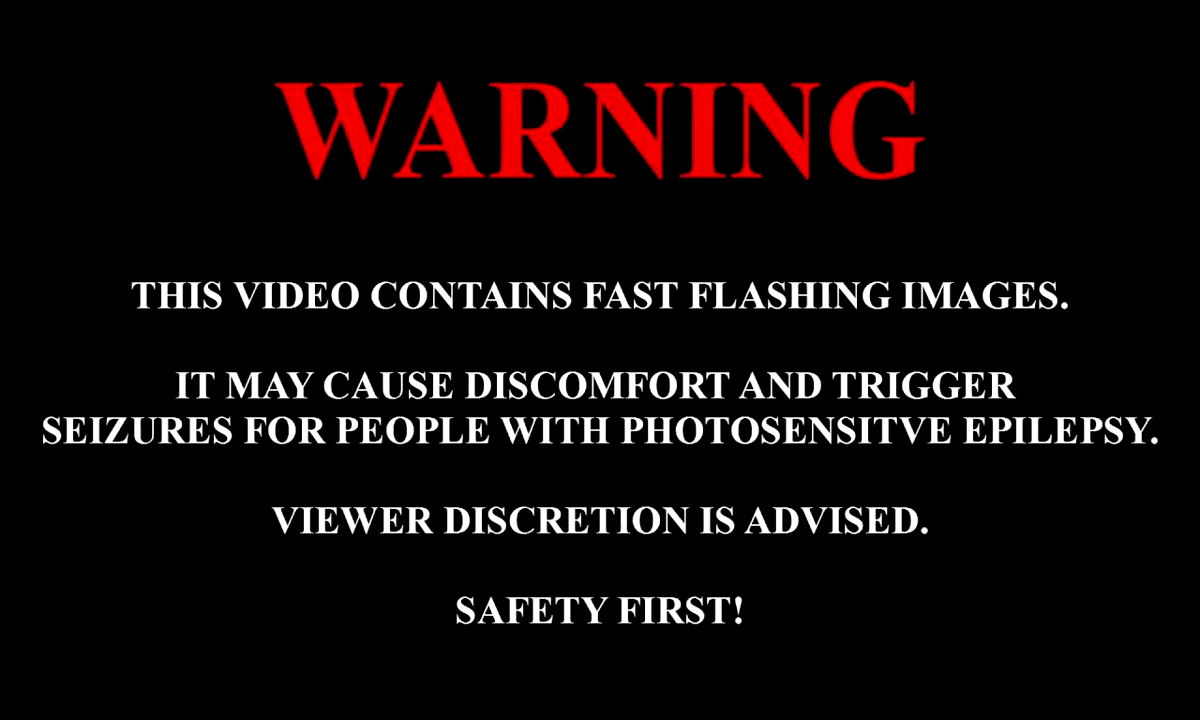 WARNING
THIS VIDEO CONTAINS FAST FLASHING IMAGES.
IT MAY CAUSE DISCOMFORT AND TRIGGER
SEIZURES FOR PEOPLE WITH PHOTOSENSITVE EPILEPSY.
VIEWER DISCRETION IS ADVISED.
SAFETY FIRST!